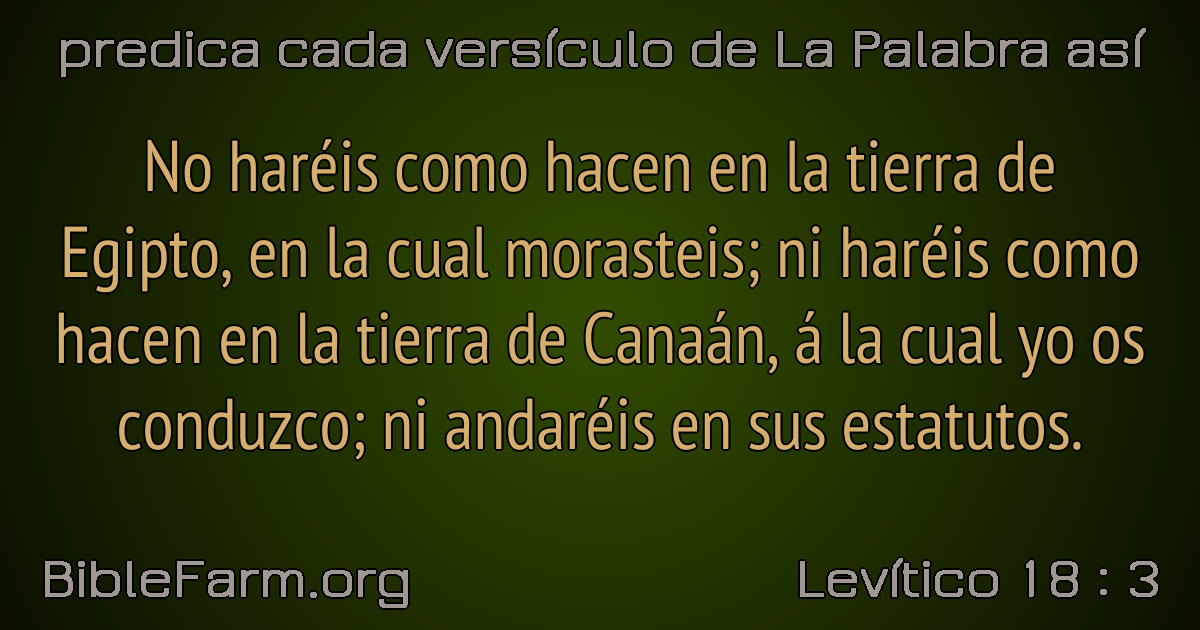 predica cada versículo de La Palabra así
No haréis como hacen en la tierra de
Egipto, en la cual morasteis; ni haréis como
hacen en la tierra de Canaán, á la cual yo os
conduzco; ni andaréis en sus estatutos.
BibleFarm.org
Levítico 18 : 3